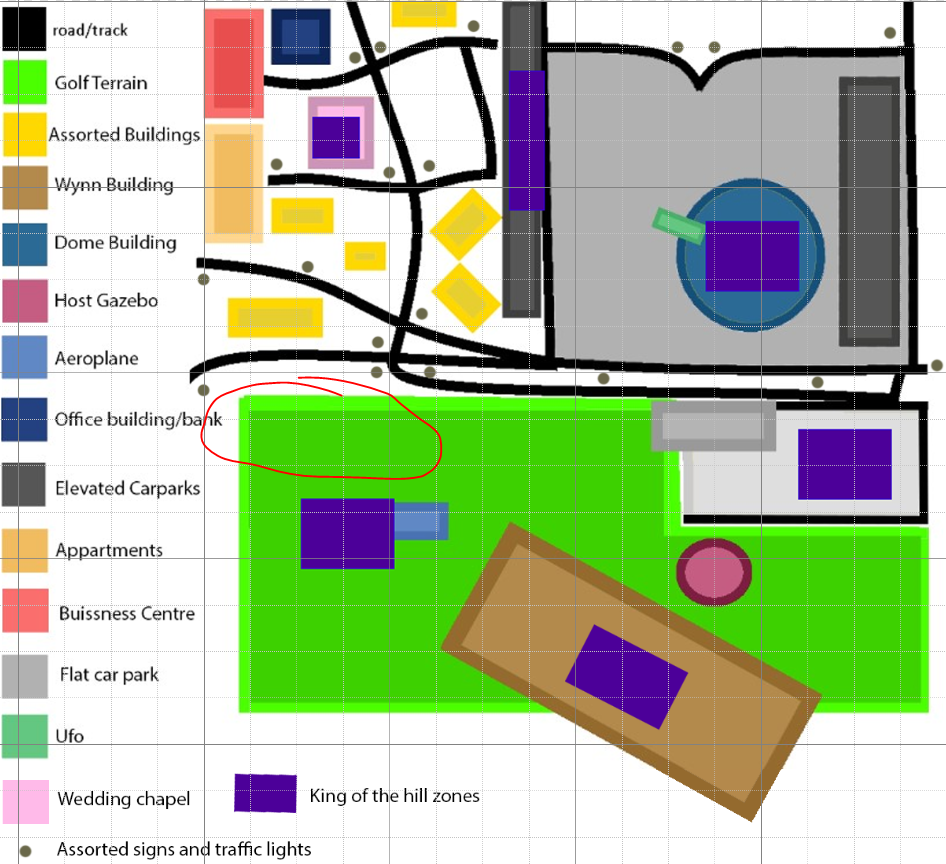 road/track
Golf Terrain
Assorted Buildings
Wynn Building
Dome Building
Host Gazebo
Aeroplane
Office building/bank
Elevated Carparks
Appartments
Buissness Centre
Flat car park
Ufo
Wedding chapel
King of the hill zones
Assorted signs and traffic lights